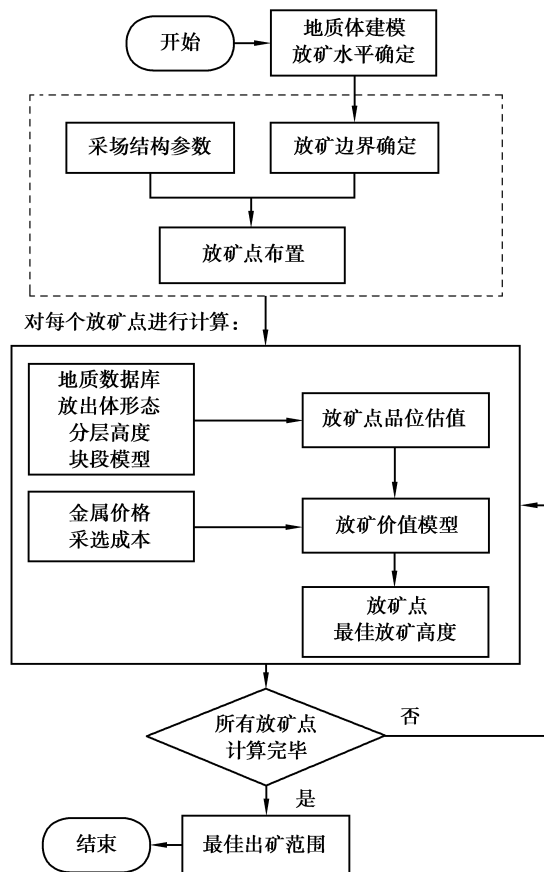 开始
地质体建模
放矿水平确定
采场结构参数
放矿边界确定
放矿点布置
对每个放矿点进行计算:
地质数据库
放出体形态
分层高度
块段模型
放矿点品位估值
金属价格
采选成本
放矿价值模型
放矿点
最佳放矿高度
所有放矿点
计算完毕
否
是
结束
最佳出矿范围